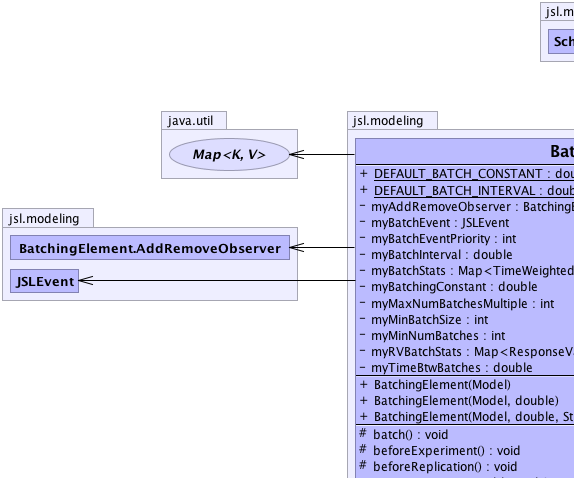 jsl.m
Sch
java.util
Map<K, V>
jsl.modeling
BatchingElement.AddRemoveObserver
JSLEvent
jsl.modeling
Bat
+ DEFAULT_BATCH_CONSTANT : dou
+ DEFAULT_BATCH_INTERVAL : doub
- myAddRemoveObserver : BatchingE
- myBatchEvent : JSLEvent
- myBatchEventPriority : int
- myBatchInterval : double
- myBatchStats : Map<TimeWeighted
- myBatchingConstant : double
- myMaxNumBatchesMultiple : int
- myMinBatchSize : int
- myMinNumBatches : int
- myRVBatchStats : Map<ResponseVa
- myTimeBtwBatches : double
+ BatchingElement(Model)
+ BatchingElement(Model, double)
+ BatchingElement(Model, double, St
# batch() : void
# beforeExperiment() : void
# beforeReplication() : void